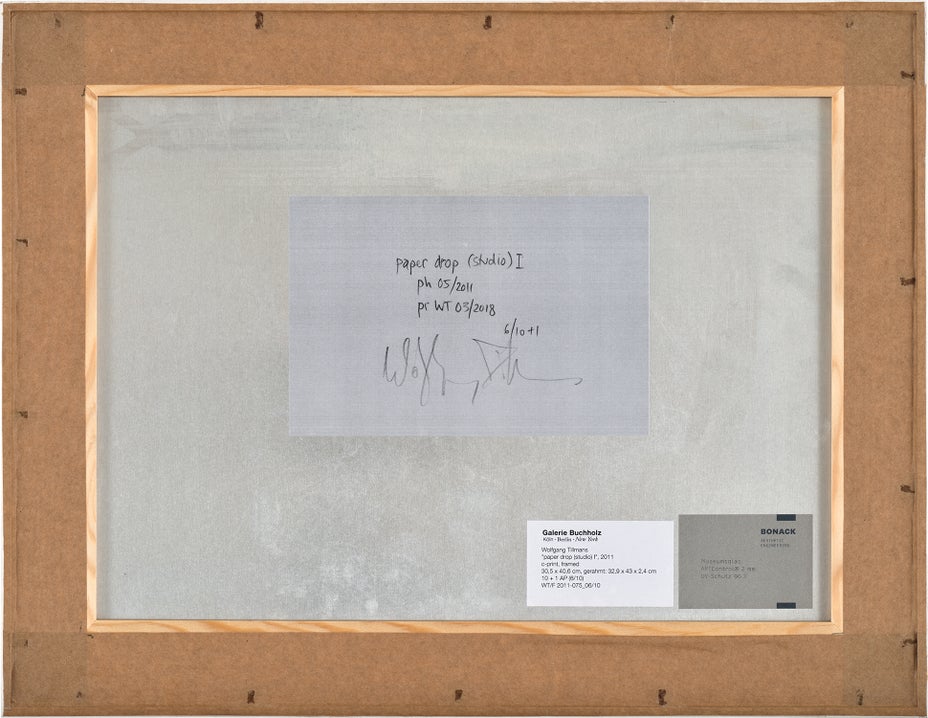 paper drop (studio) I
ph 05/2011
pr WT 03/2018
6/10+1
Galerie Buchholz
Köln · Berlin · New York
Wolfgang Tillmans
"paper drop (studio) I", 2011
c-print, framed
30,5 x 40,6 cm, gerahmt: 32,9 x 43 x 2,4 cm
10 + 1 AP (6/10)
WT/F 2011-075_06/10
BONACK
Museumsglas